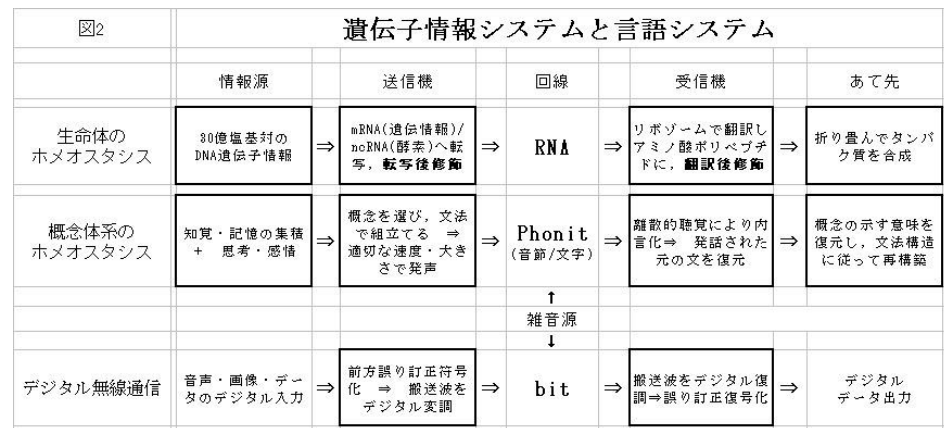 図2
遺伝子情報システムと言語システム
情報源 送信機 回線 受信機 あて先
生命体の
ホメオスタシス
30億塩基対の
DNA遺伝子情報
⇒
mRNA(遺伝情報)/
ncRNA(酵素)へ転
写，転写後修飾
⇒
RNA
⇒
リボゾームで翻訳し
アミノ酸ポリペプチ
ドに，翻訳後修飾
⇒
折り畳んでタンパ
ク質を合成
概念体系の
ホメオスタシス
知覚・記憶の集積
+ 思考・感情
⇒
概念を選び，文法
で組立てる ⇒
適切な速度・大き
さで発声
⇒
Phonit
(音節/文字)
⇒
離散的聴覚により内
言化⇒ 発話された
元の文を復元
⇒
概念の示す意味を
復元し，文法構造
に従って再構築
↑
雑音源
↓
デジタル無線通信
音声・画像・デー
タのデジタル入力
⇒
前方誤り訂正符号
化 ⇒ 搬送波を
デジタル変調
⇒
bit
⇒
搬送波をデジタル復
調⇒誤り訂正復号化
⇒
デジタル
データ出力